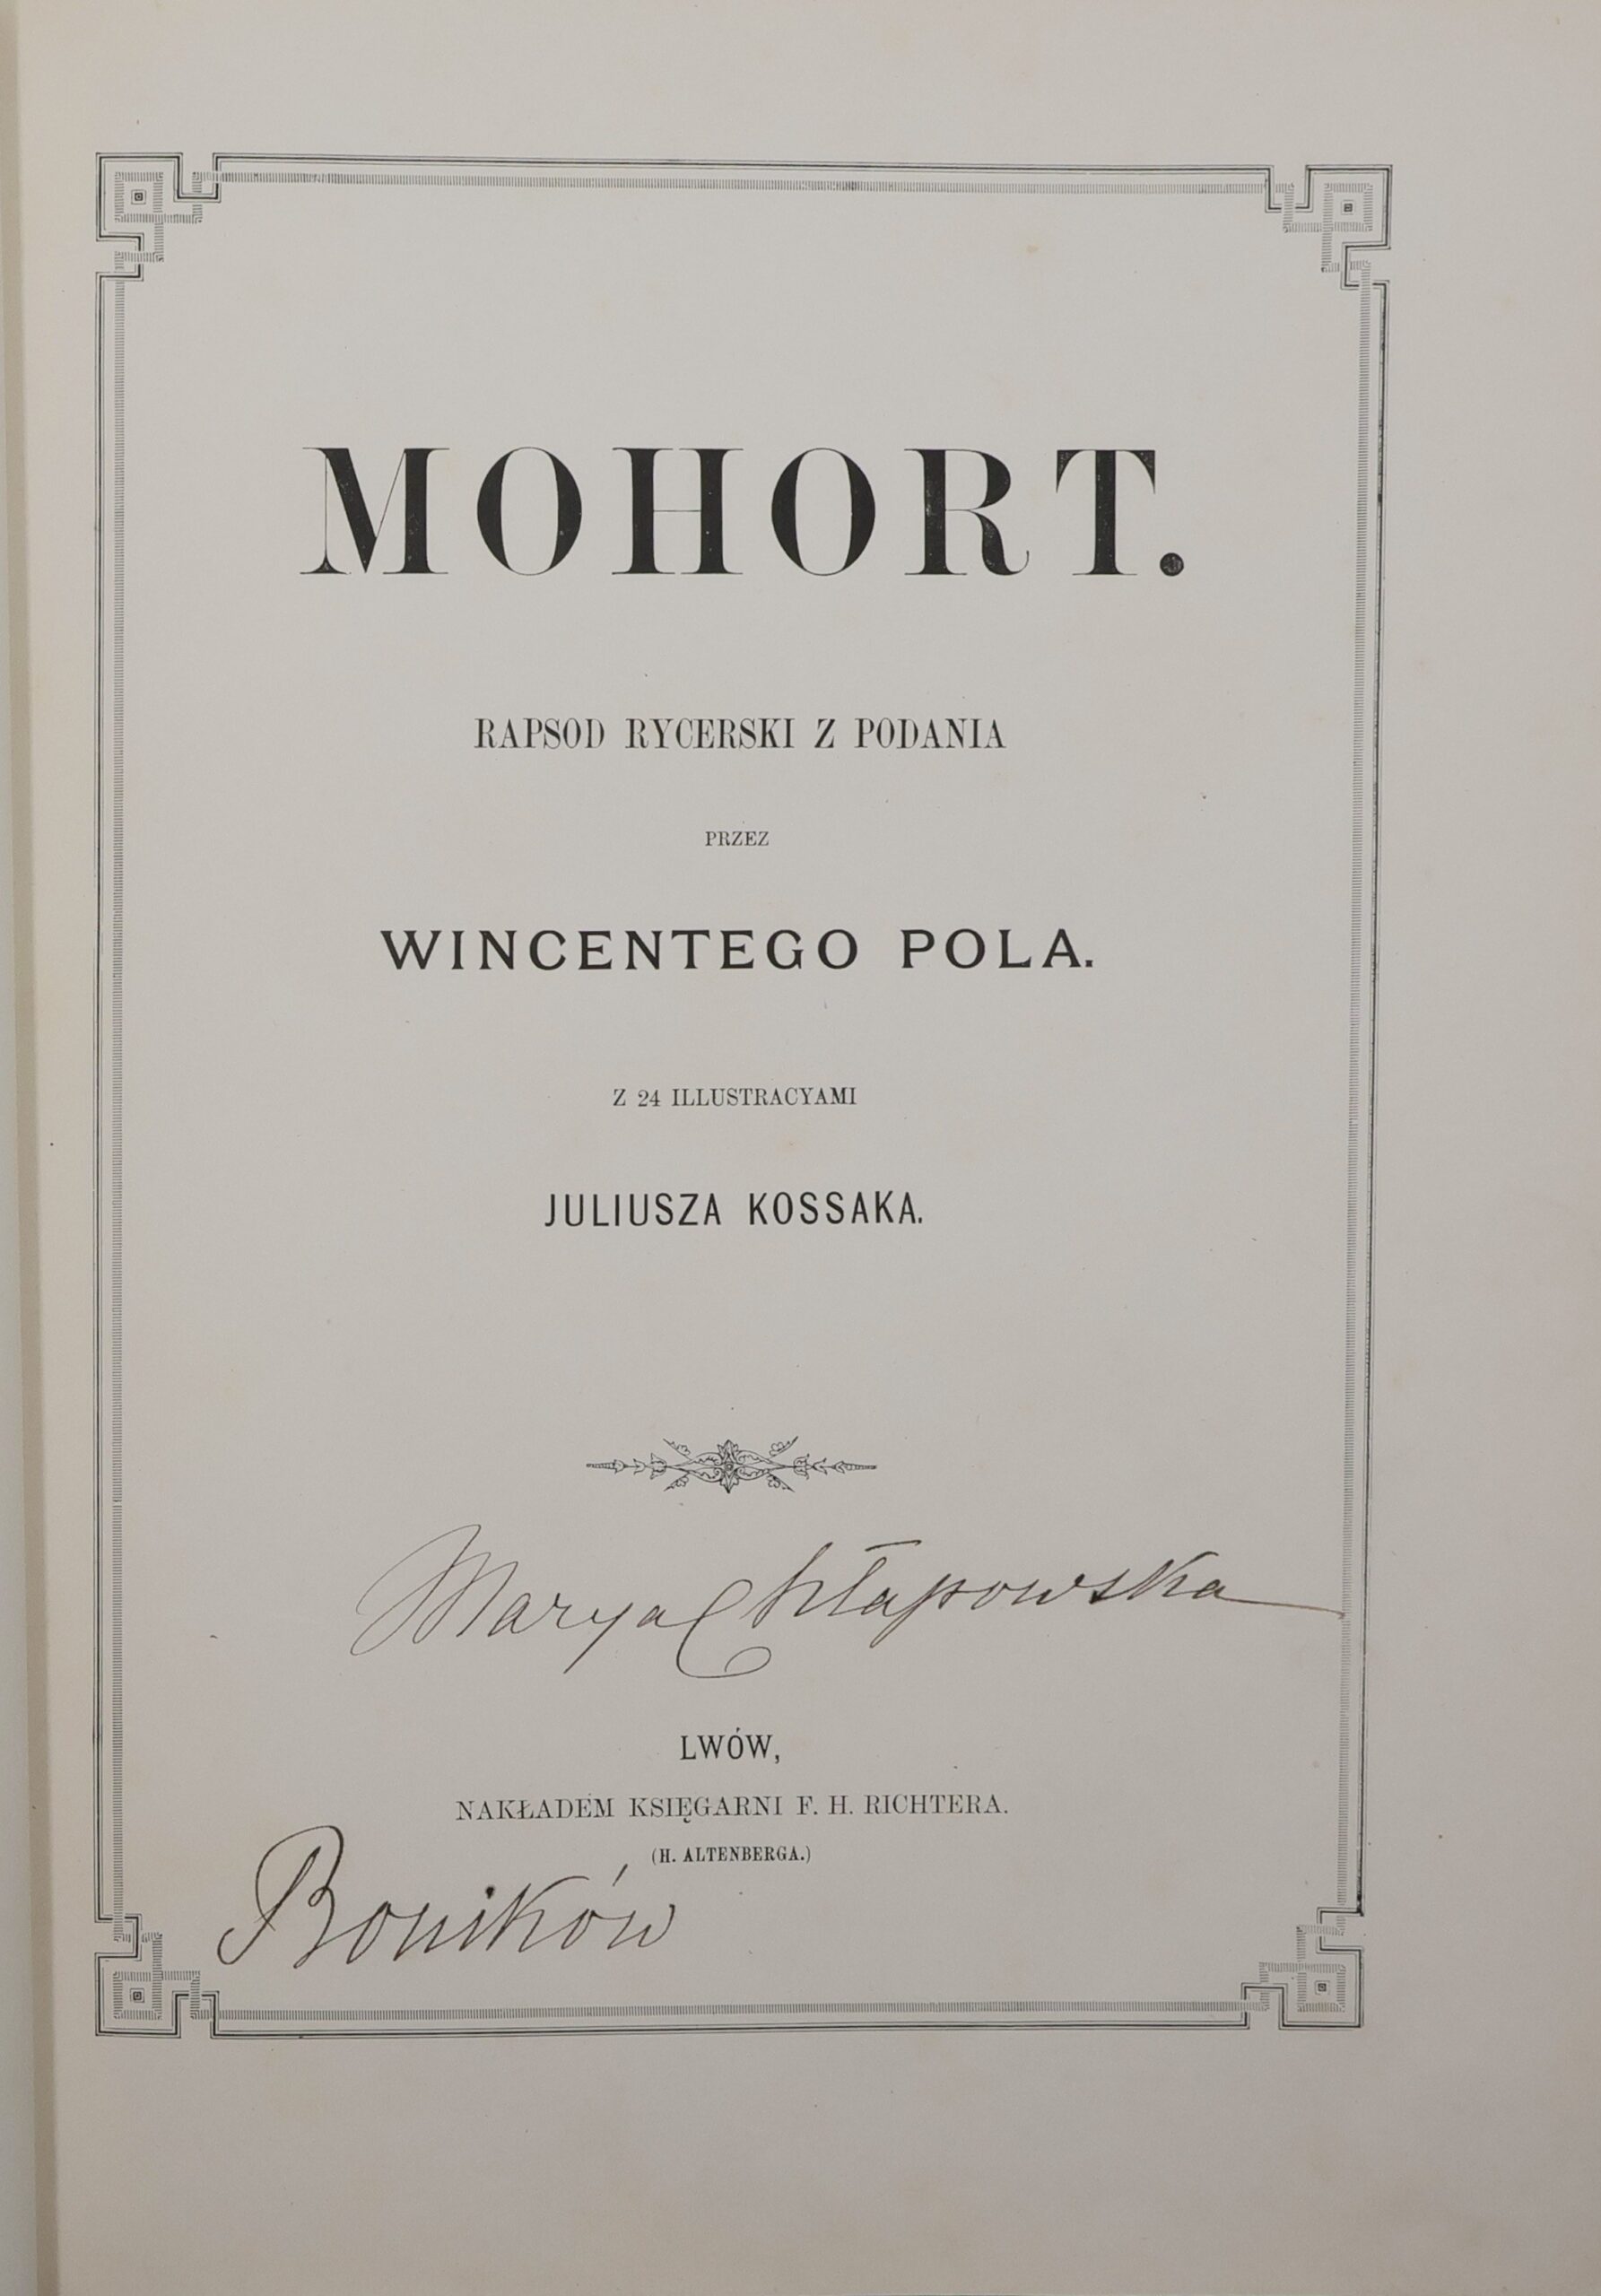 MOHORT.
RAPSOD RYCERSKI Z PODANIA
PRZEZ
WINCENTEGO POLA.
Z 24 ILLUSTRACYAMI
JULIUSZA KOSSAKA.
Marya Chłapowska
LWÓW,
NAKŁADEM KSIĘGARNI F. H. RICHTERA.
(H. ALTENBERGA.)
Boników